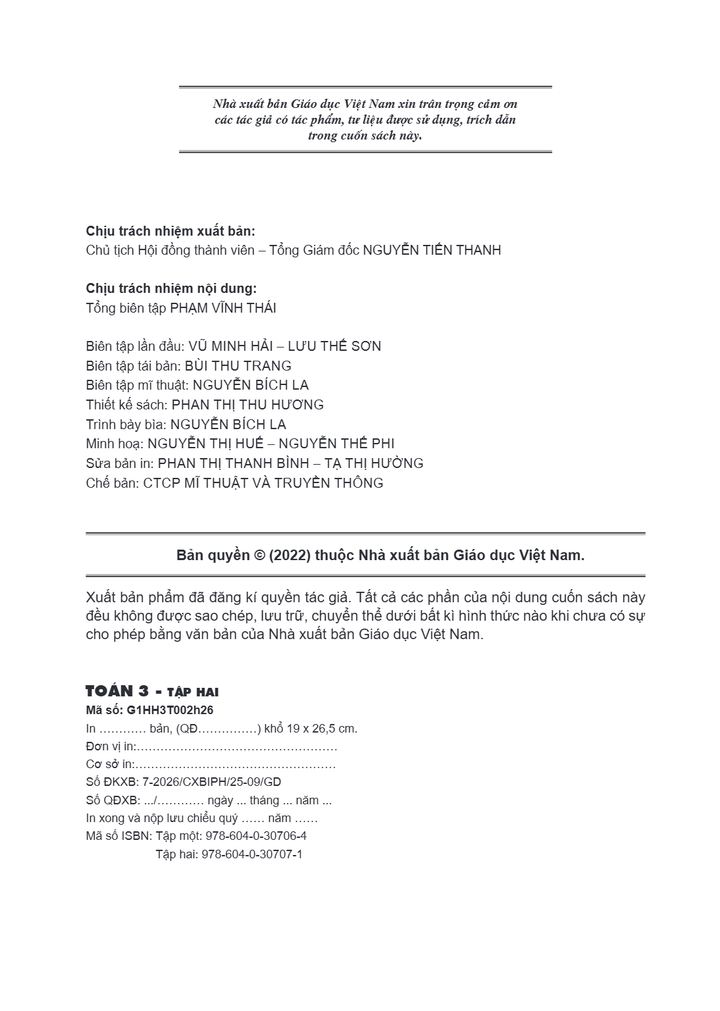 Nhà xuất bản Giáo dục Việt Nam xin trân trọng cảm ơn
các tác giả có tác phẩm, tư liệu được sử dụng, trích dẫn
trong cuốn sách này.
Chịu trách nhiệm xuất bản:
Chủ tịch Hội đồng thành viên – Tổng Giám đốc NGUYỄN TIẾN THANH
Chịu trách nhiệm nội dung:
Tổng biên tập PHẠM VĨNH THÁI
Biên tập lần đầu: VŨ MINH HẢI – LƯU THẾ SƠN
Biên tập tái bản: BÙI THU TRANG
Biên tập mĩ thuật: NGUYỄN BÍCH LA
Thiết kế sách: PHAN THỊ THU HƯƠNG
Trình bày bìa: NGUYỄN BÍCH LA
Minh hoạ: NGUYỄN THỊ HUẾ – NGUYỄN THẾ PHI
Sửa bản in: PHAN THỊ THANH BÌNH – TẠ THỊ HƯỜNG
Chế bản: CTCP MĨ THUẬT VÀ TRUYỀN THÔNG
Bản quyền © (2022) thuộc Nhà xuất bản Giáo dục Việt Nam.
Xuất bản phẩm đã đăng kí quyền tác giả. Tất cả các phần của nội dung cuốn sách này
đều không được sao chép, lưu trữ, chuyển thể dưới bất kì hình thức nào khi chưa có sự
cho phép bằng văn bản của Nhà xuất bản Giáo dục Việt Nam.
TOÁN 3 - TẬP HAI
Mã số: G1HH3T002h26
In ………… bản, (QĐ……………) khổ 19 x 26,5 cm.
Đơn vị in:……………………………………………
Cơ sở in:……………………………………………
Số ĐKXB: 7-2026/CXBIPH/25-09/GD
Số QĐXB: .../………… ngày ... tháng ... năm ...
In xong và nộp lưu chiểu quý …… năm ……
Mã số ISBN: Tập một: 978-604-0-30706-4
Tập hai: 978-604-0-30707-1